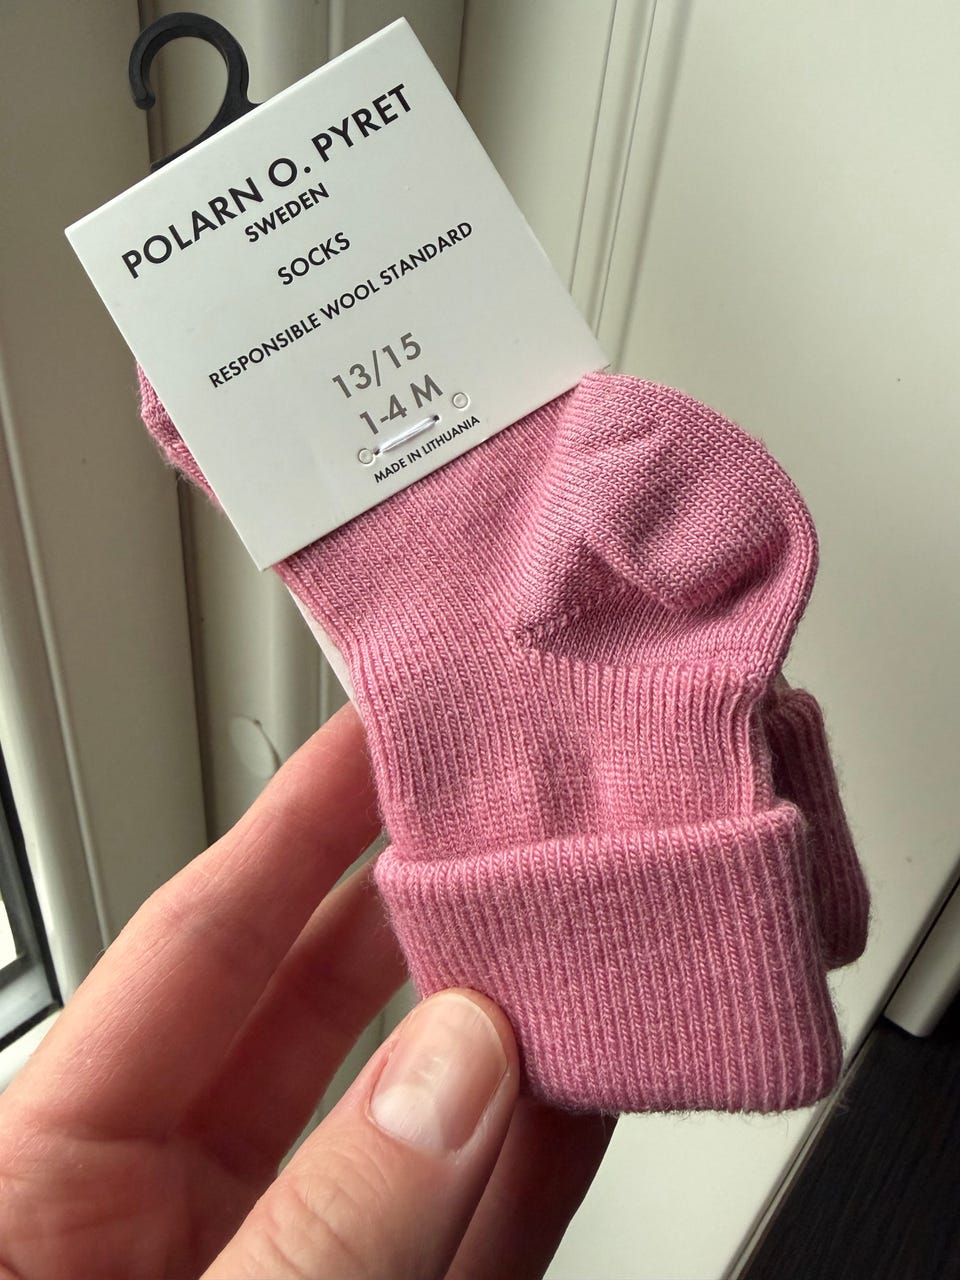 POLARN O. PYRET
SWEDEN
SOCKS
RESPONSIBLE WOOL STANDARD
13/15
1-4 M
MADE IN LITHUANIA